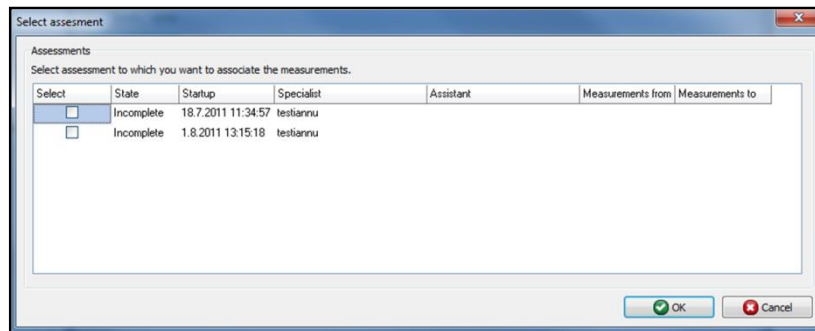 Select assesment
Assessments
Select assessment to which you want to associate the measurements.
Select State Startup Specialist Assistant Measurements from Measurements to
Incomplete 18.7.2011 11:34:57 testiannu
Incomplete 1.8.2011 13:15:18 testiannu
OK Cancel